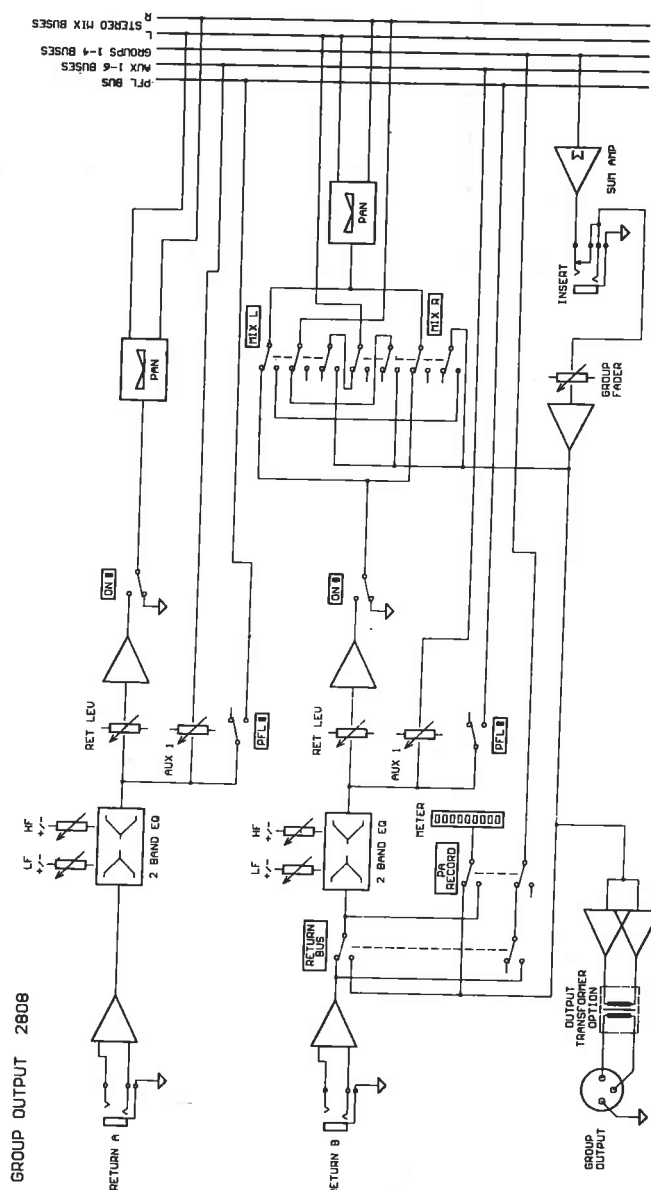 GROUP OUTPUT 2808
R
STEREO MIX BUSES
L
GROUPS 1-4 BUSES
AUX 1-6 BUSES
PFL BUS
RETURN A
LF
+/-
HF
+/-
2 BAND EQ
RET LEV
AUX 1
PFL
ON
PAN
RETURN B
RETURN
BUS
LF
+/-
HF
+/-
2 BAND EQ
PA
RECORD
METER
RET LEV
AUX 1
PFL
ON
MIX L
MIX R
PAN
GROUP
OUTPUT
OUTPUT
TRANSFORMER
OPTION
GROUP
FADER
INSERT
Σ
SUM AMP